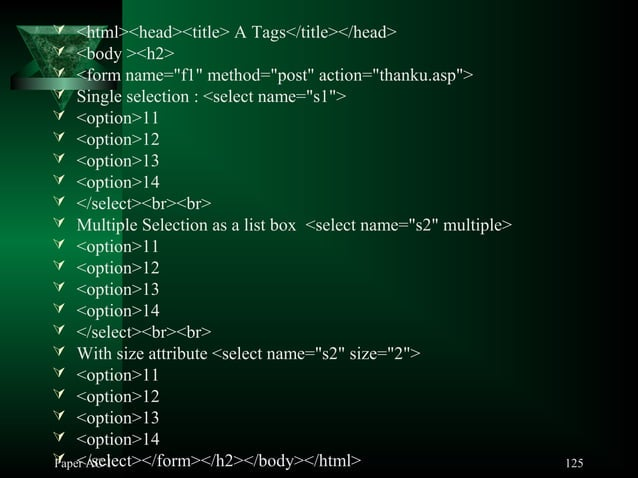 <html><head><title> A Tags</title></head>
<body ><h2>
<form name="f1" method="post" action="thanku.asp">
Single selection : <select name="s1">
<option>11
<option>12
<option>13
<option>14
</select><br><br>
Multiple Selection as a list box  <select name="s2" multiple>
<option>11
<option>12
<option>13
<option>14
</select><br><br>
With size attribute <select name="s2" size="2">
<option>11
<option>12
<option>13
<option>14
</select></form></h2></body></html>
Paper
125